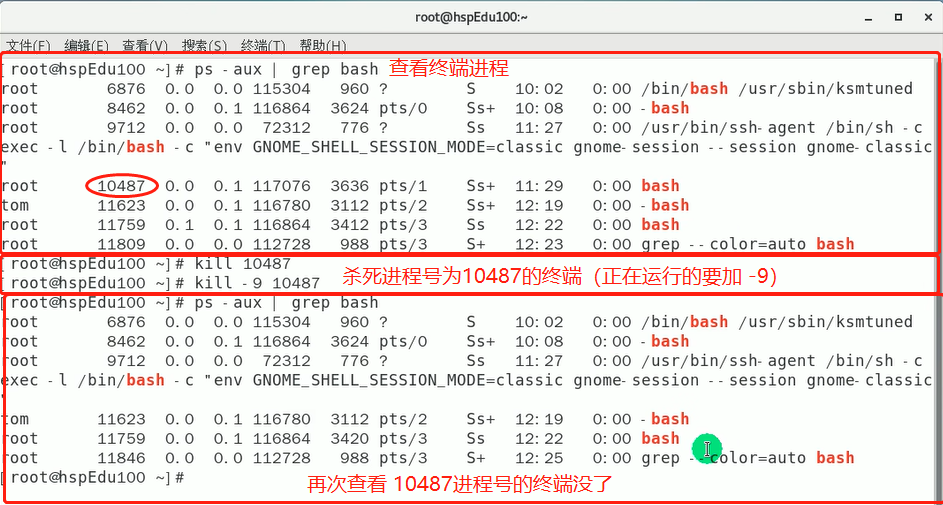 root@hspEdu100:~
文件(F) 编辑(E) 查看(V) 搜索(S) 终端(T) 帮助(H)
[root@hspEdu100 ~]# ps -aux | grep bash 查看终端进程
root 6876 0.0 0.0 115304 960 ? S 10:02 0:00 /bin/bash /usr/sbin/ksmtuned
root 8462 0.0 0.1 116864 3624 pts/0 Ss+ 10:08 0:00 -bash
root 9712 0.0 0.0 72312 776 ? Ss 11:27 0:00 /usr/bin/ssh-agent /bin/sh -c
exec -l /bin/bash -c "env GNOME_SHELL_SESSION_MODE=classic gnome-session --session gnome-classic
"
root 10487 0.0 0.1 117076 3636 pts/1 Ss+ 11:29 0:00 bash
tom 11623 0.0 0.1 116780 3112 pts/2 Ss+ 12:19 0:00 -bash
root 11759 0.1 0.1 116864 3412 pts/3 Ss 12:22 0:00 bash
root 11809 0.0 0.0 112728 988 pts/3 S+ 12:23 0:00 grep --color=auto bash
[root@hspEdu100 ~]# kill 10487
[root@hspEdu100 ~]# kill -9 10487
杀死进程号为10487的终端（正在运行的要加 -9）
[root@hspEdu100 ~]# ps -aux | grep bash
root 6876 0.0 0.0 115304 960 ? S 10:02 0:00 /bin/bash /usr/sbin/ksmtuned
root 8462 0.0 0.1 116864 3624 pts/0 Ss+ 10:08 0:00 -bash
root 9712 0.0 0.0 72312 776 ? Ss 11:27 0:00 /usr/bin/ssh-agent /bin/sh -c
exec -l /bin/bash -c "env GNOME_SHELL_SESSION_MODE=classic gnome-session --session gnome-classic
"
tom 11623 0.0 0.1 116780 3112 pts/2 Ss+ 12:19 0:00 -bash
root 11759 0.0 0.1 116864 3420 pts/3 Ss 12:22 0:00 bash
root 11846 0.0 0.0 112728 988 pts/3 S+ 12:25 0:00 grep --color=auto bash
[root@hspEdu100 ~]#
再次查看 10487进程号的终端没了